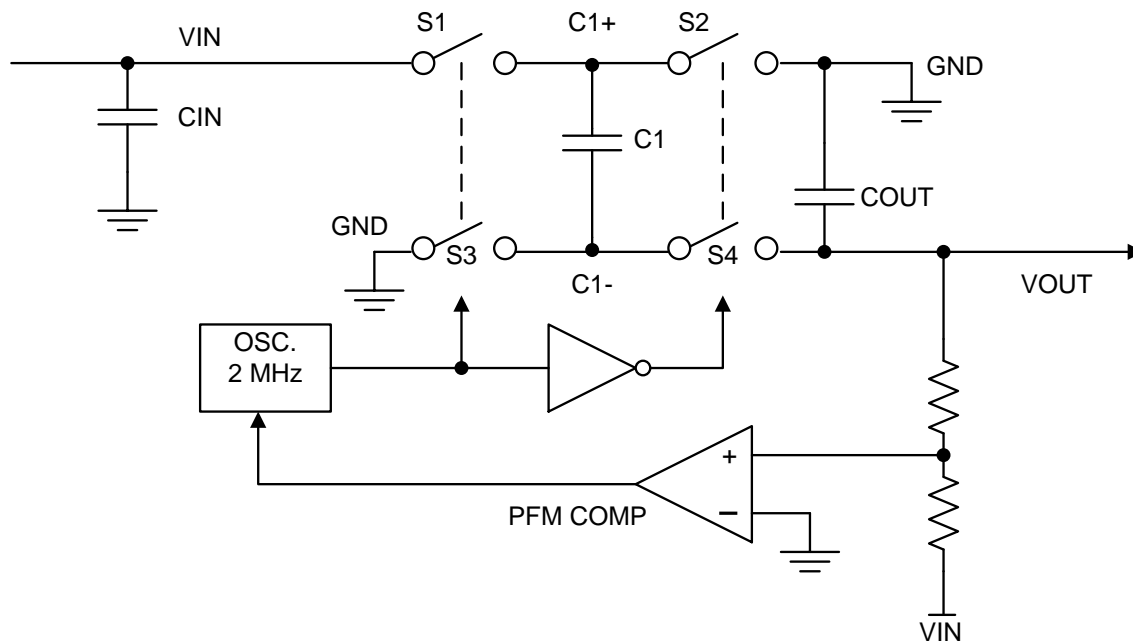 S1
C1+
S2
VIN
GND
CIN
C1
COUT
GND
S3
S4
C1-
VOUT
OSC.
2 MHz
+
−
PFM COMP
VIN